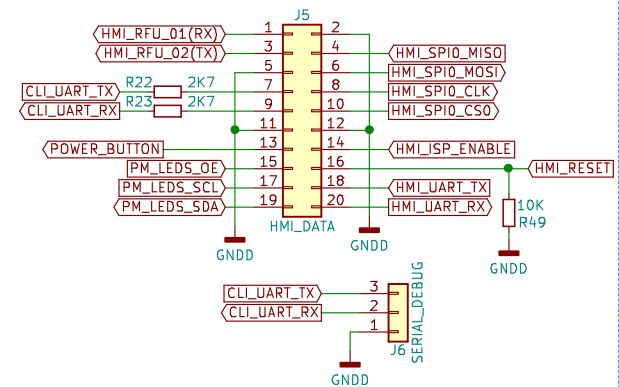 J5
HMI_RFU_01(RX) 1 2
HMI_RFU_02(TX) 3 4 HMI_SPI0_MISO
5 6 HMI_SPI0_MOSI
CLI_UART_TX R22 2K7 7 8 HMI_SPI0_CLK
CLI_UART_RX R23 2K7 9 10 HMI_SPI0_CS0
11 12
POWER_BUTTON 13 14 HMI_ISP_ENABLE
PM_LEDS_OE 15 16 HMI_RESET
PM_LEDS_SCL 17 18 HMI_UART_TX
PM_LEDS_SDA 19 20 HMI_UART_RX
10K
R49
HMI_DATA
GNDD
GNDD
GNDD
CLI_UART_TX 3
CLI_UART_RX 2
1
SERIAL_DEBUG
J6
GNDD